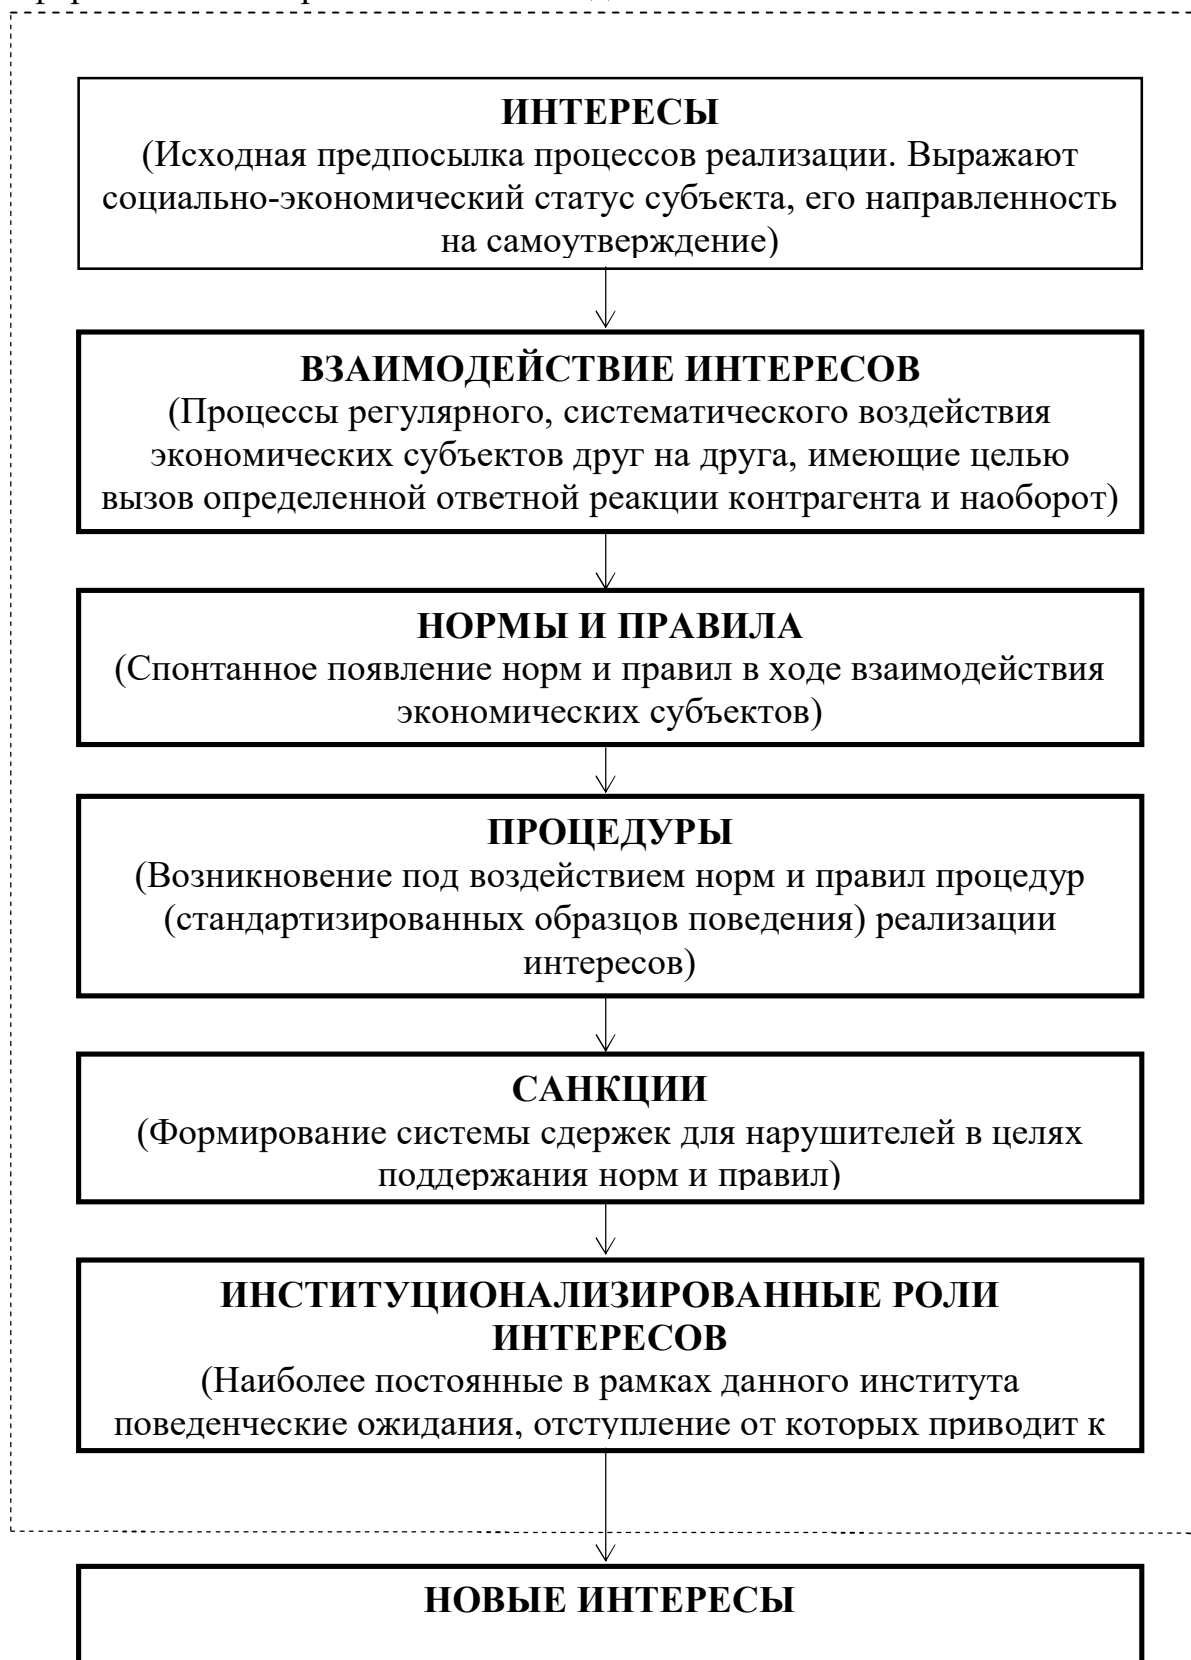 ИНТЕРЕСЫ
(Исходная предпосылка процессов реализации. Выражают
социально-экономический статус субъекта, его направленность
на самоутверждение)
ВЗАИМОДЕЙСТВИЕ ИНТЕРЕСОВ
(Процессы регулярного, систематического воздействия
экономических субъектов друг на друга, имеющие целью
вызов определенной ответной реакции контрагента и наоборот)
НОРМЫ И ПРАВИЛА
(Спонтанное появление норм и правил в ходе взаимодействия
экономических субъектов)
ПРОЦЕДУРЫ
(Возникновение под воздействием норм и правил процедур
(стандартизированных образцов поведения) реализации
интересов)
САНКЦИИ
(Формирование системы сдержек для нарушителей в целях
поддержания норм и правил)
ИНСТИТУЦИОНАЛИЗИРОВАННЫЕ РОЛИ
ИНТЕРЕСОВ
(Наиболее постоянные в рамках данного института
поведенческие ожидания, отступление от которых приводит к
НОВЫЕ ИНТЕРЕСЫ